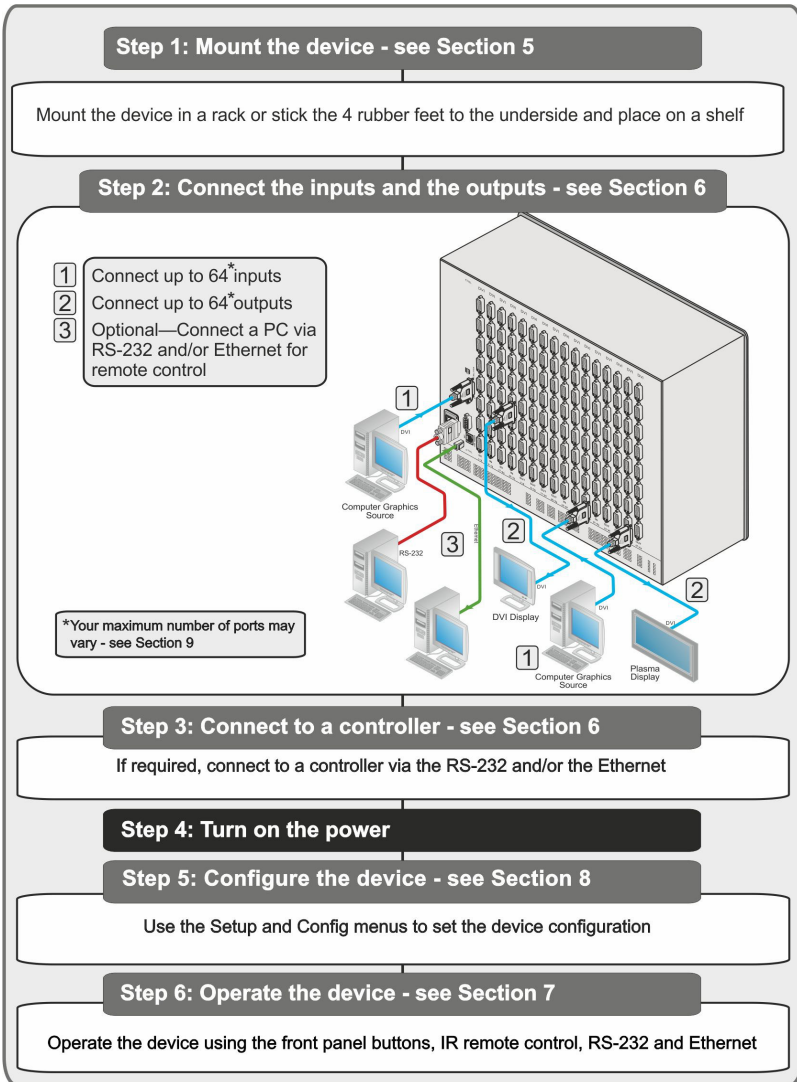 Step 1: Mount the device - see Section 5
Mount the device in a rack or stick the 4 rubber feet to the underside and place on a shelf
Step 2: Connect the inputs and the outputs - see Section 6
1 Connect up to 64*inputs
2 Connect up to 64*outputs
3 Optional—Connect a PC via
RS-232 and/or Ethernet for
remote control
1
DVI
Computer Graphics
Source
RS-232
3
Ethernet
2
DVI
DVI Display
1
DVI
Computer Graphics
Source
2
DVI
Plasma
Display
*Your maximum number of ports may
vary - see Section 9
Step 3: Connect to a controller - see Section 6
If required, connect to a controller via the RS-232 and/or the Ethernet
Step 4: Turn on the power
Step 5: Configure the device - see Section 8
Use the Setup and Config menus to set the device configuration
Step 6: Operate the device - see Section 7
Operate the device using the front panel buttons, IR remote control, RS-232 and Ethernet